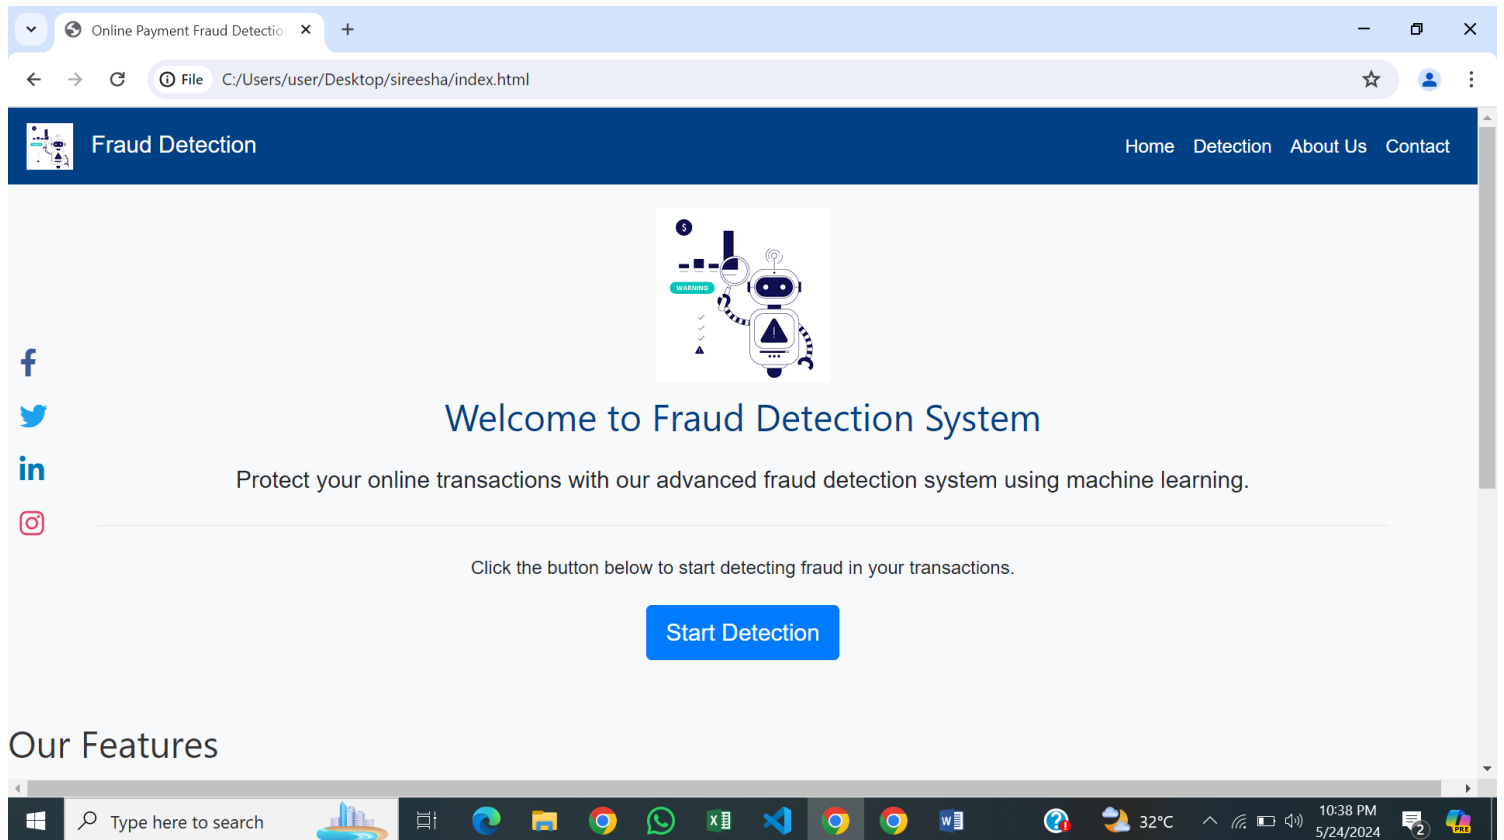 Online Payment Fraud Detectio
File C:/Users/user/Desktop/sireesha/index.html
Fraud Detection
Home Detection About Us Contact
$
WARNING
Welcome to Fraud Detection System
Protect your online transactions with our advanced fraud detection system using machine learning.
Click the button below to start detecting fraud in your transactions.
Start Detection
Our Features
Type here to search
32°C
10:38 PM
5/24/2024
2
PRE